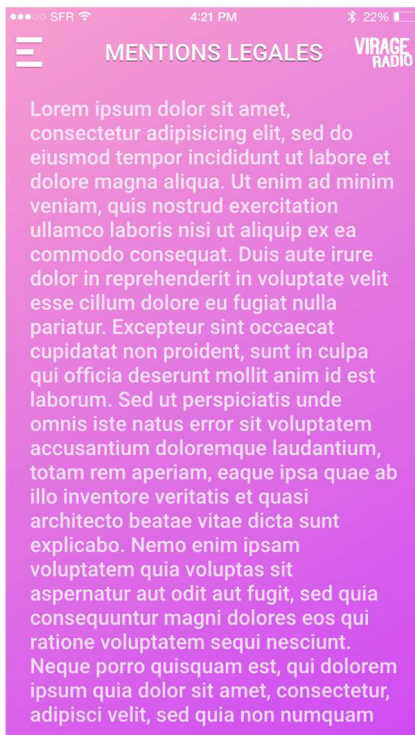 SFR 4:21 PM 22%
MENTIONS LEGALES
VIRAGE
RADIO
Lorem ipsum dolor sit amet,
consectetur adipisicing elit, sed do
eiusmod tempor incididunt ut labore et
dolore magna aliqua. Ut enim ad minim
veniam, quis nostrud exercitation
ullamco laboris nisi ut aliquip ex ea
commodo consequat. Duis aute irure
dolor in reprehenderit in voluptate velit
esse cillum dolore eu fugiat nulla
pariatur. Excepteur sint occaecat
cupidatat non proident, sunt in culpa
qui officia deserunt mollit anim id est
laborum. Sed ut perspiciatis unde
omnis iste natus error sit voluptatem
accusantium doloremque laudantium,
totam rem aperiam, eaque ipsa quae ab
illo inventore veritatis et quasi
architecto beatae vitae dicta sunt
explicabo. Nemo enim ipsam
voluptatem quia voluptas sit
aspernatur aut odit aut fugit, sed quia
consequuntur magni dolores eos qui
ratione voluptatem sequi nesciunt.
Neque porro quisquam est, qui dolorem
ipsum quia dolor sit amet, consectetur,
adipisci velit, sed quia non numquam